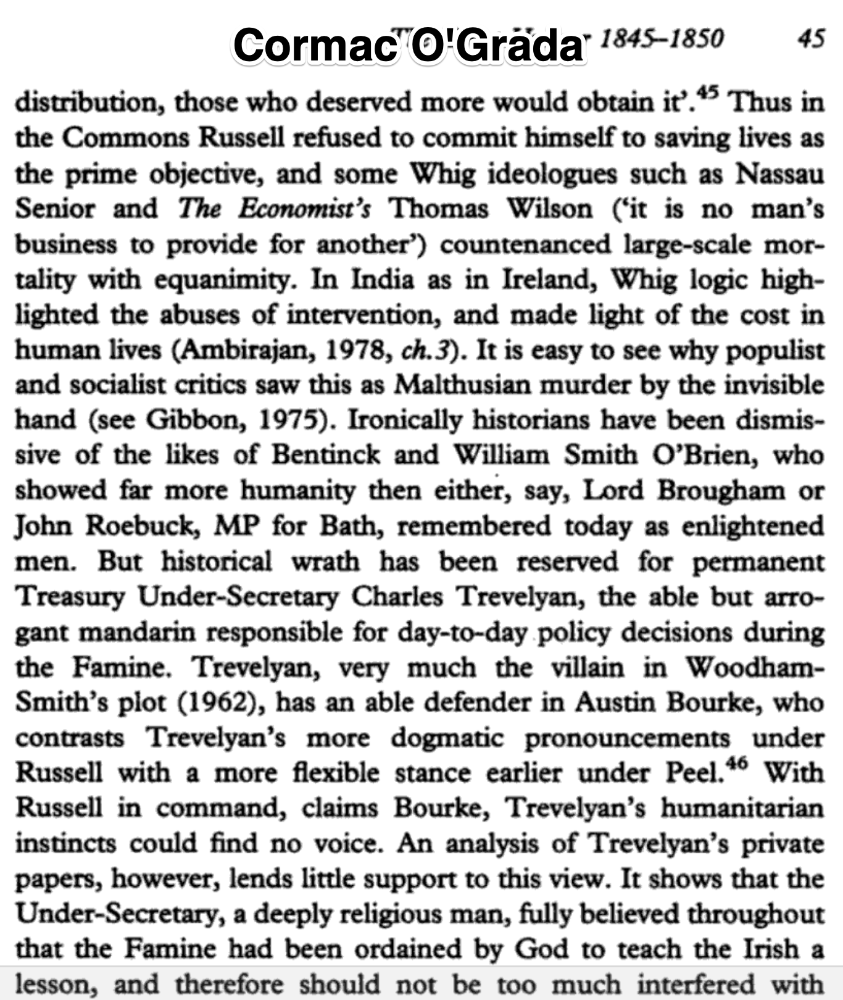 Cormac O'Grada 1845–1850 45
distribution, those who deserved more would obtain it’.⁴⁵ Thus in
the Commons Russell refused to commit himself to saving lives as
the prime objective, and some Whig ideologues such as Nassau
Senior and The Economist’s Thomas Wilson (‘it is no man’s
business to provide for another’) countenanced large-scale mor-
tality with equanimity. In India as in Ireland, Whig logic high-
lighted the abuses of intervention, and made light of the cost in
human lives (Ambirajan, 1978, ch.3). It is easy to see why populist
and socialist critics saw this as Malthusian murder by the invisible
hand (see Gibbon, 1975). Ironically historians have been dismis-
sive of the likes of Bentinck and William Smith O’Brien, who
showed far more humanity then either, say, Lord Brougham or
John Roebuck, MP for Bath, remembered today as enlightened
men. But historical wrath has been reserved for permanent
Treasury Under-Secretary Charles Trevelyan, the able but arro-
gant mandarin responsible for day-to-day policy decisions during
the Famine. Trevelyan, very much the villain in Woodham-
Smith’s plot (1962), has an able defender in Austin Bourke, who
contrasts Trevelyan’s more dogmatic pronouncements under
Russell with a more flexible stance earlier under Peel.⁴⁶ With
Russell in command, claims Bourke, Trevelyan’s humanitarian
instincts could find no voice. An analysis of Trevelyan’s private
papers, however, lends little support to this view. It shows that the
Under-Secretary, a deeply religious man, fully believed throughout
that the Famine had been ordained by God to teach the Irish a
lesson, and therefore should not be too much interfered with